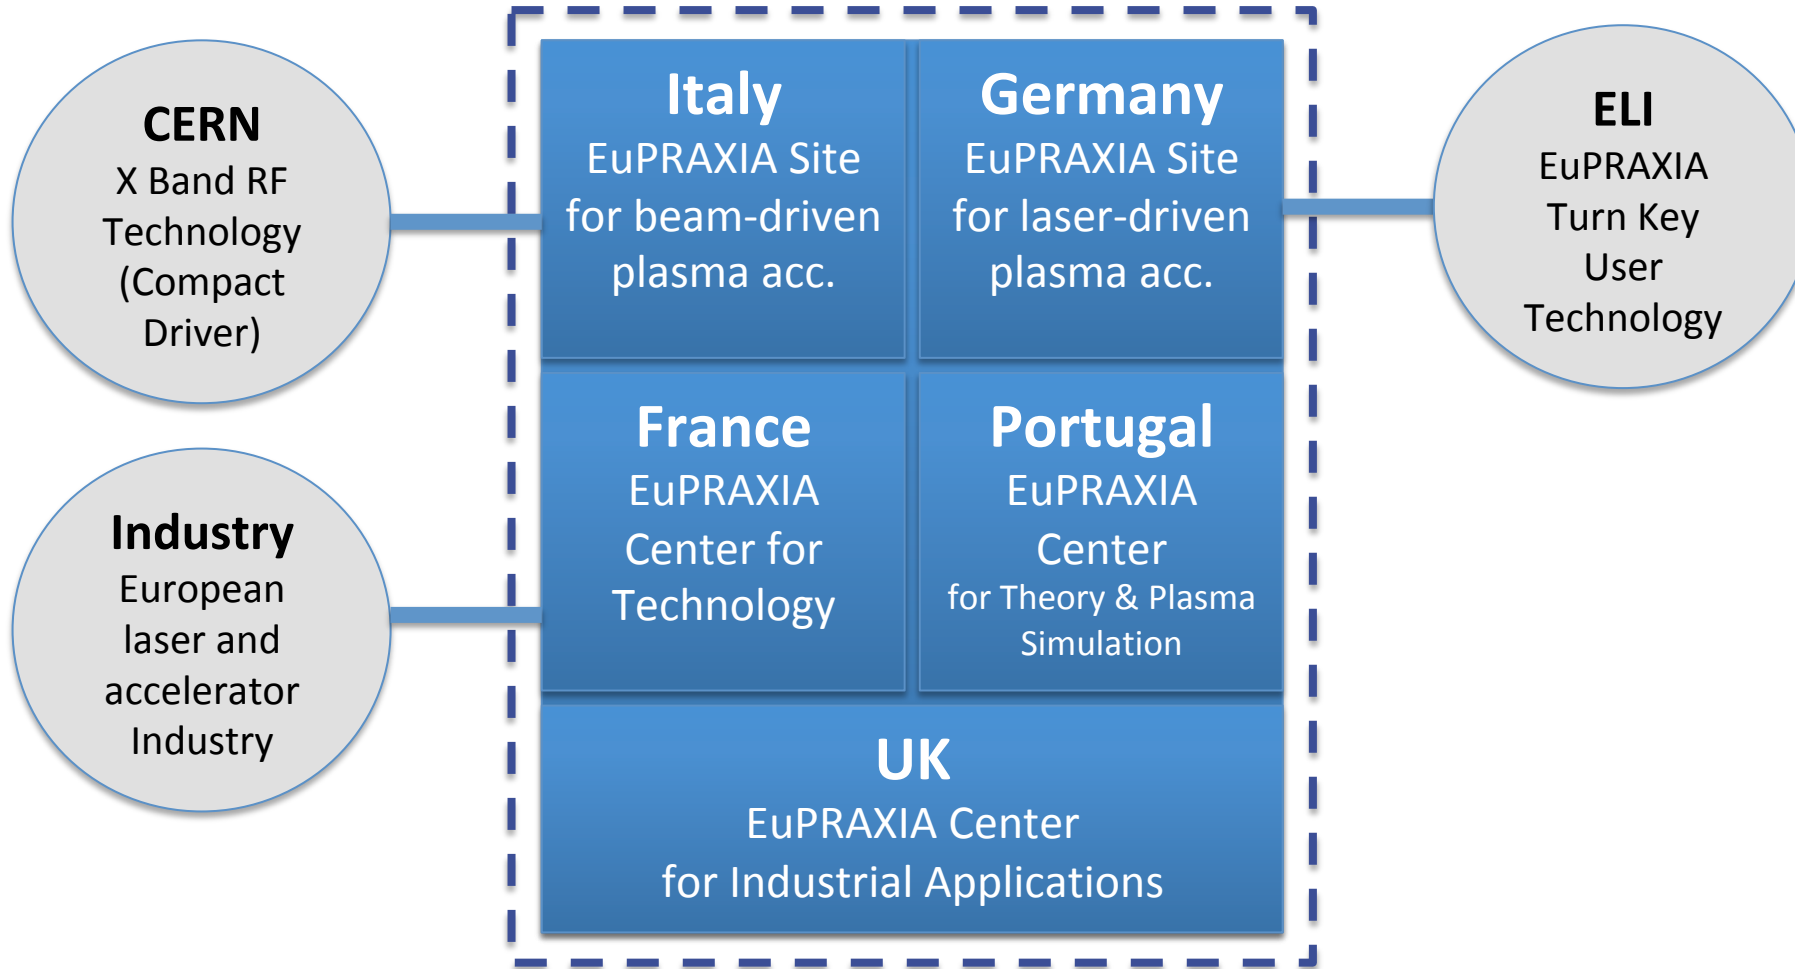 CERN
X Band RF
Technology
(Compact
Driver)
Italy
EuPRAXIA Site
for beam-driven
plasma acc.
Germany
EuPRAXIA Site
for laser-driven
plasma acc.
ELI
EuPRAXIA
Turn Key
User
Technology
Industry
European
laser and
accelerator
Industry
France
EuPRAXIA
Center for
Technology
Portugal
EuPRAXIA
Center
for Theory & Plasma
Simulation
UK
EuPRAXIA Center
for Industrial Applications